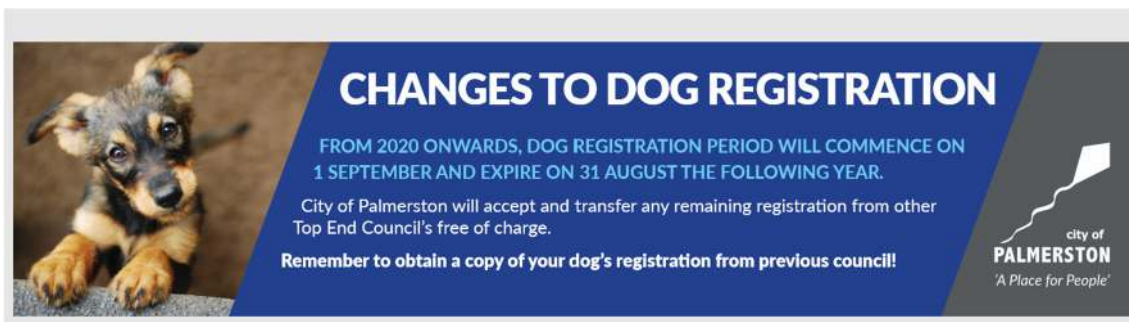 CHANGES TO DOG REGISTRATION
FROM 2020 ONWARDS, DOG REGISTRATION PERIOD WILL COMMENCE ON
1 SEPTEMBER AND EXPIRE ON 31 AUGUST THE FOLLOWING YEAR.
City of Palmerston will accept and transfer any remaining registration from other
Top End Council's free of charge.
Remember to obtain a copy of your dog's registration from previous council!
city of
PALMERSTON
'A Place for People'